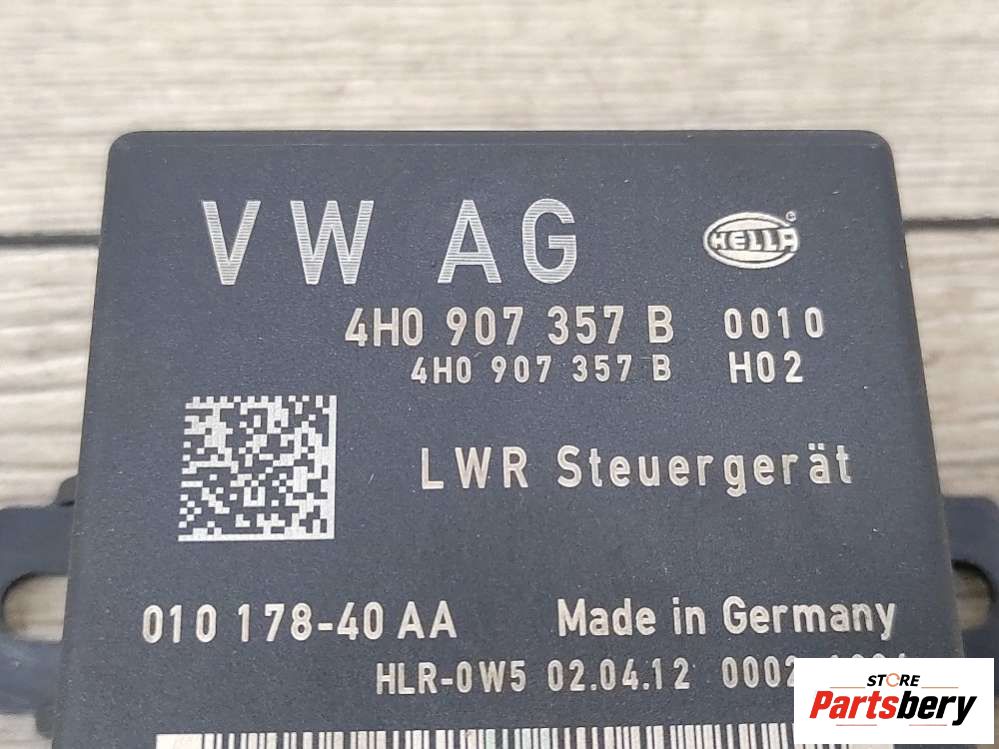 VW AG
HELLA
®
4H0 907 357 B 0010
4H0 907 357 B H02
LWR Steuergerät
010 178-40 AA Made in Germany
HLR-0W5 02.04.12
STORE
Partsbery